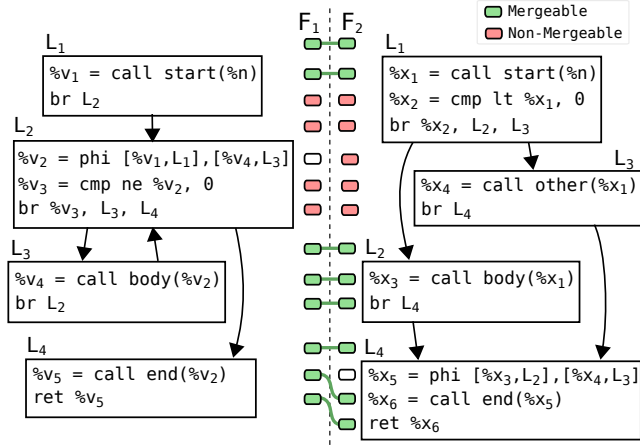 F1 F2
Mergeable
Non-Mergeable
L1
%v1 = call start(%n)
br L2
L2
%v2 = phi [%v1,L1],[%v4,L3]
%v3 = cmp ne %v2, 0
br %v3, L3, L4
L3
%v4 = call body(%v2)
br L2
L4
%v5 = call end(%v2)
ret %v5
L1
%x1 = call start(%n)
%x2 = cmp lt %x1, 0
br %x2, L2, L3
L3
%x4 = call other(%x1)
br L4
L2
%x3 = call body(%x1)
br L4
L4
%x5 = phi [%x3,L2],[%x4,L3]
%x6 = call end(%x5)
ret %x6